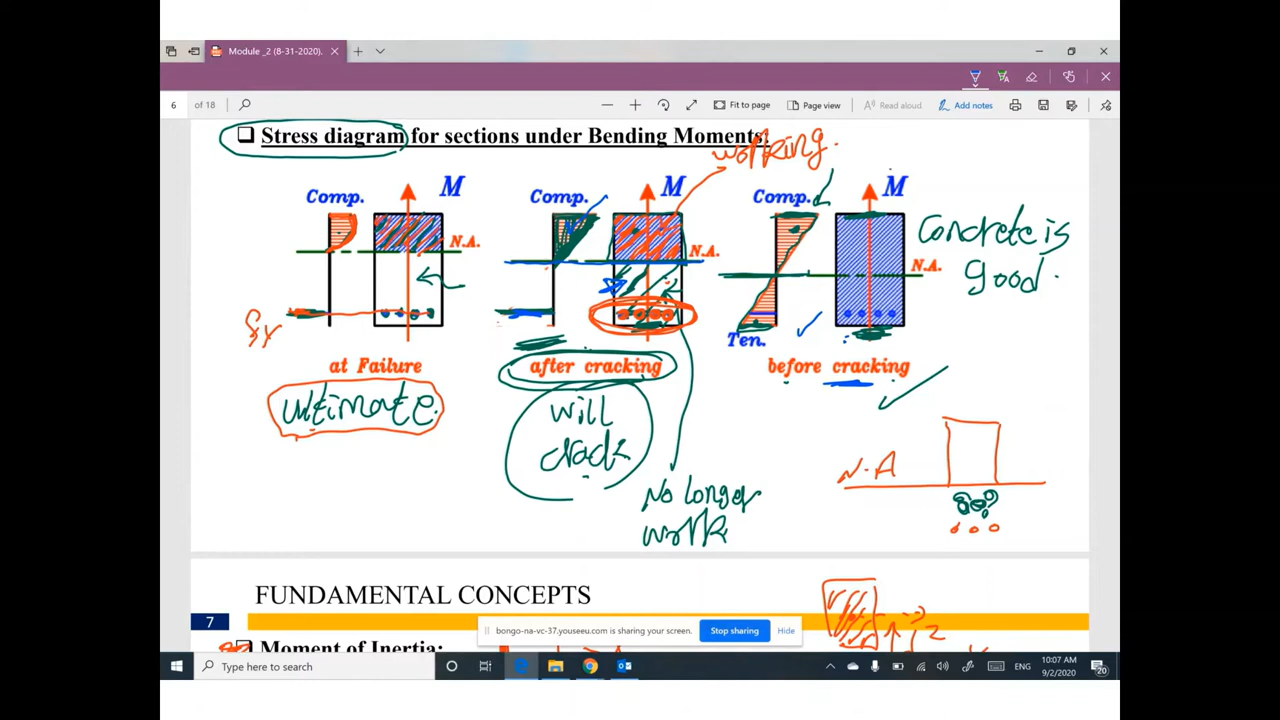 Module _2 (8-31-2020).
6 of 18
Fit to page
Page view
Read aloud
Add notes
❑ Stress diagram for sections under Bending Moments:
working.
Comp. M
Comp. M
Comp. M
N.A.
N.A.
N.A.
Concrete is
good.
Ten.
at Failure
after cracking
before cracking
ultimate.
will
crack
N.A
No longer
work
FUNDAMENTAL CONCEPTS
7
bongo-na-vc-37.youseeu.com is sharing your screen.
Stop sharing
Hide
Moment of Inertia:
2
Type here to search
ENG
10:07 AM
9/2/2020
20